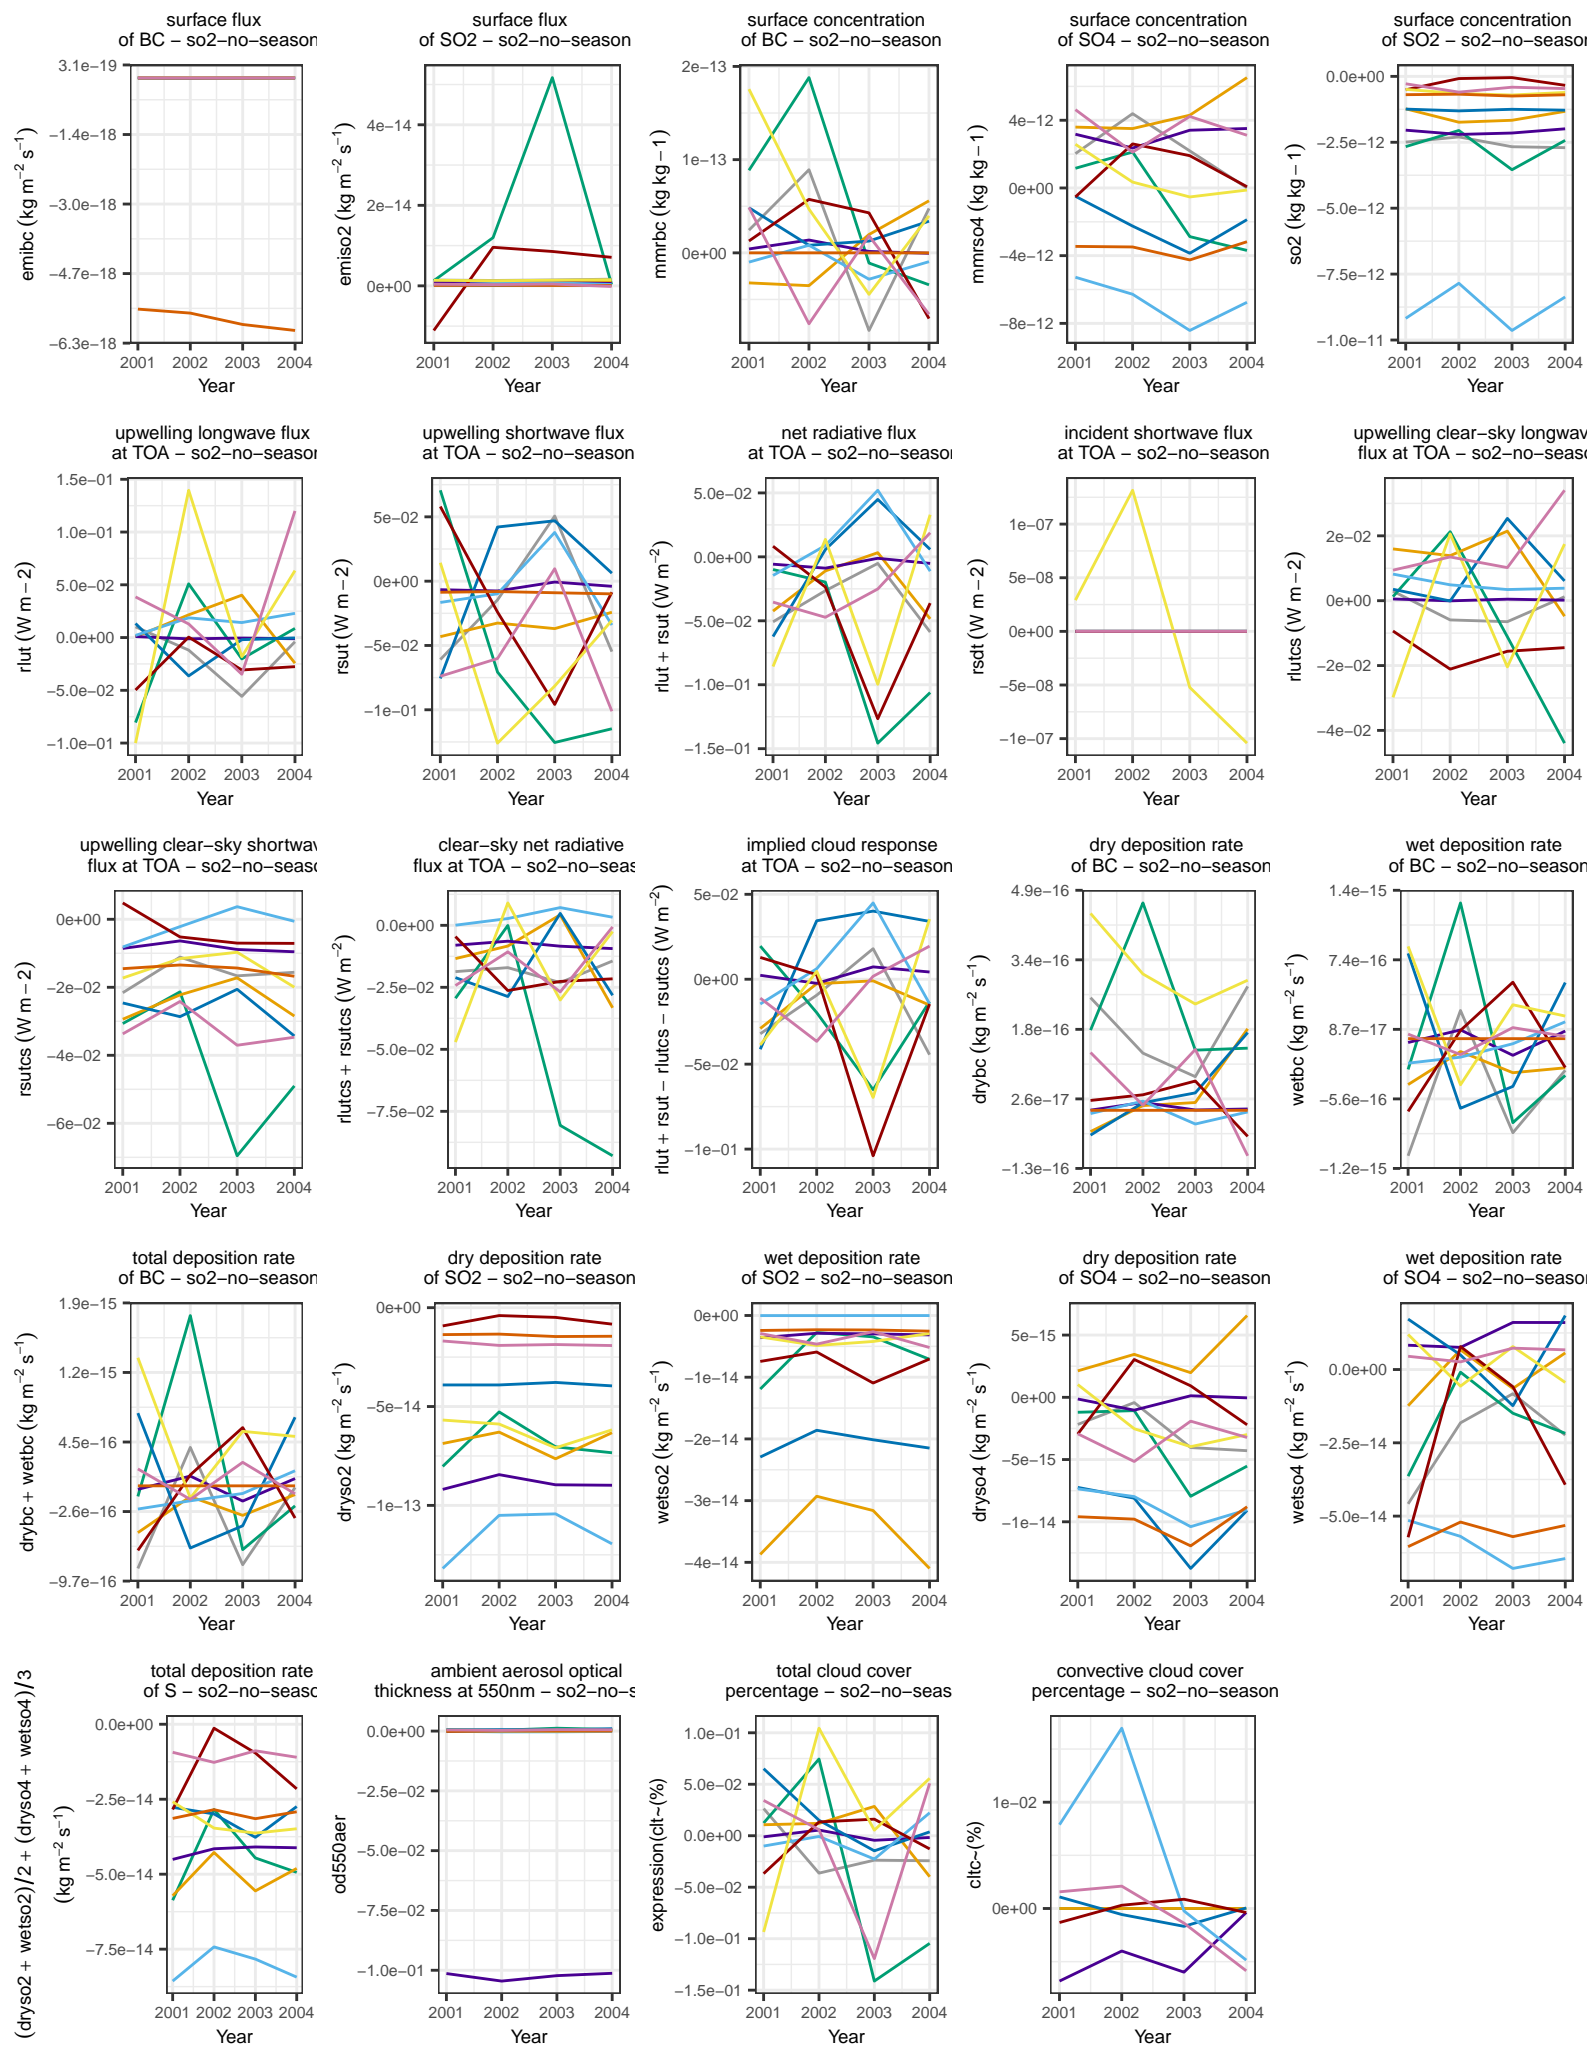 surface flux
of BC − so2−no−season
3.1e−19
−1.4e−18
−3.0e−18
−4.7e−18
−6.3e−18
emibc (kg m−2 s−1)
2001 2002 2003 2004
Year
surface flux
of SO2 − so2−no−season
4e−14
2e−14
0e+00
emiso2 (kg m−2 s−1)
2001 2002 2003 2004
Year
surface concentration
of BC − so2−no−season
2e−13
1e−13
0e+00
mmrbc (kg kg−1)
2001 2002 2003 2004
Year
surface concentration
of SO4 − so2−no−season
4e−12
0e+00
−4e−12
−8e−12
mmrso4 (kg kg−1)
2001 2002 2003 2004
Year
surface concentration
of SO2 − so2−no−season
0.0e+00
−2.5e−12
−5.0e−12
−7.5e−12
−1.0e−11
so2 (kg kg−1)
2001 2002 2003 2004
Year
upwelling longwave flux
at TOA − so2−no−season
1.5e−01
1.0e−01
5.0e−02
0.0e+00
−5.0e−02
−1.0e−01
rlut (W m−2)
2001 2002 2003 2004
Year
upwelling shortwave flux
at TOA − so2−no−season
5e−02
0e+00
−5e−02
−1e−01
rsut (W m−2)
2001 2002 2003 2004
Year
net radiative flux
at TOA − so2−no−season
5.0e−02
0.0e+00
−5.0e−02
−1.0e−01
−1.5e−01
rlut + rsut (W m−2)
2001 2002 2003 2004
Year
incident shortwave flux
at TOA − so2−no−season
1e−07
5e−08
0e+00
−5e−08
−1e−07
rsdt (W m−2)
2001 2002 2003 2004
Year
upwelling clear−sky longwav
flux at TOA − so2−no−seaso
2e−02
0e+00
−2e−02
−4e−02
rlutcs (W m−2)
2001 2002 2003 2004
Year
upwelling clear−sky shortwav
flux at TOA − so2−no−seaso
0e+00
−2e−02
−4e−02
−6e−02
rsutcs (W m−2)
2001 2002 2003 2004
Year
clear−sky net radiative
flux at TOA − so2−no−seas
0.0e+00
−2.5e−02
−5.0e−02
−7.5e−02
rlutcs + rsutcs (W m−2)
2001 2002 2003 2004
Year
implied cloud response
at TOA − so2−no−season
5e−02
0e+00
−5e−02
−1e−01
rlut + rsut − rlutcs − rsutcs (W m−2)
2001 2002 2003 2004
Year
dry deposition rate
of BC − so2−no−season
4.9e−16
3.4e−16
1.8e−16
2.6e−17
−1.3e−16
drybc (kg m−2 s−1)
2001 2002 2003 2004
Year
wet deposition rate
of BC − so2−no−season
1.4e−15
7.4e−16
8.7e−17
−5.6e−16
−1.2e−15
wetbc (kg m−2 s−1)
2001 2002 2003 2004
Year
total deposition rate
of BC − so2−no−season
1.9e−15
1.2e−15
4.5e−16
−2.6e−16
−9.7e−16
drybc + wetbc (kg m−2 s−1)
2001 2002 2003 2004
Year
dry deposition rate
of SO2 − so2−no−season
0e+00
−5e−14
−1e−13
dryso2 (kg m−2 s−1)
2001 2002 2003 2004
Year
wet deposition rate
of SO2 − so2−no−season
0e+00
−1e−14
−2e−14
−3e−14
−4e−14
wetso2 (kg m−2 s−1)
2001 2002 2003 2004
Year
dry deposition rate
of SO4 − so2−no−season
5e−15
0e+00
−5e−15
−1e−14
dryso4 (kg m−2 s−1)
2001 2002 2003 2004
Year
wet deposition rate
of SO4 − so2−no−season
0.0e+00
−2.5e−14
−5.0e−14
wetso4 (kg m−2 s−1)
2001 2002 2003 2004
Year
total deposition rate
of S − so2−no−seaso
0.0e+00
−2.5e−14
−5.0e−14
−7.5e−14
(dryso2 + wetso2)/2 + (dryso4 + wetso4)/3
(kg m−2 s−1)
2001 2002 2003 2004
Year
ambient aerosol optical
thickness at 550nm − so2−no−s
0.0e+00
−2.5e−02
−5.0e−02
−7.5e−02
−1.0e−01
od550aer
2001 2002 2003 2004
Year
total cloud cover
percentage − so2−no−seas
1.0e−01
5.0e−02
0.0e+00
−5.0e−02
−1.0e−01
−1.5e−01
expression(clt~(%)
2001 2002 2003 2004
Year
convective cloud cover
percentage − so2−no−season
1e−02
0e+00
cltc~(%)
2001 2002 2003 2004
Year